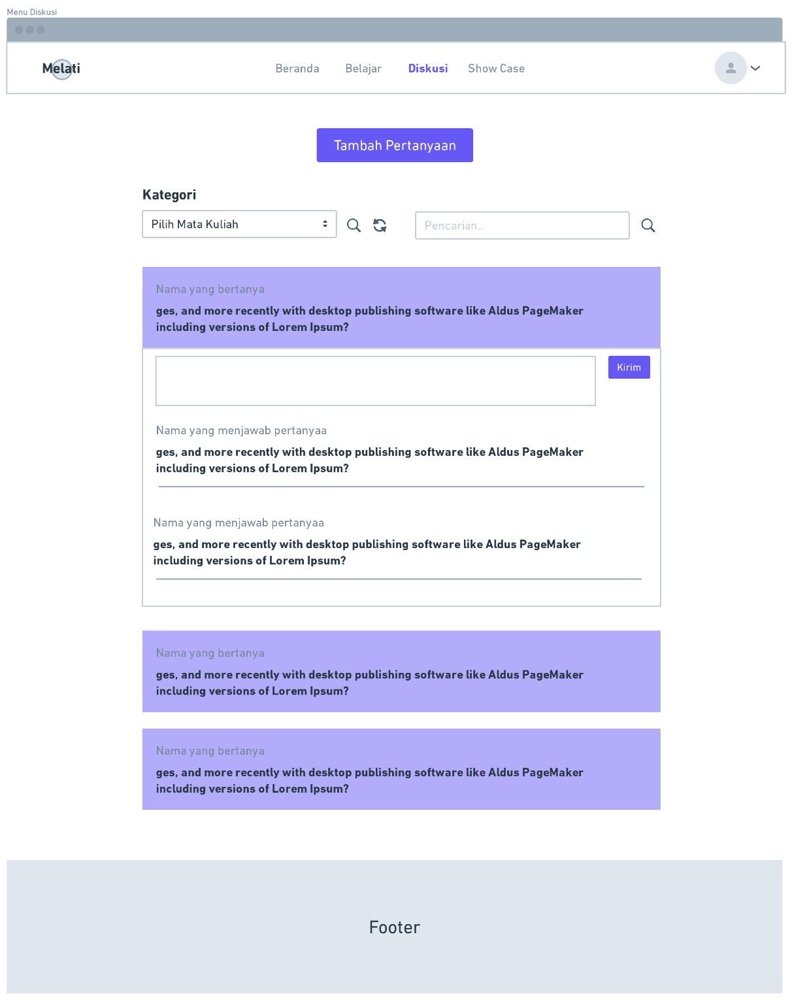 Menu Diskusi
Melati
Beranda
Belajar
Diskusi
Show Case
Tambah Pertanyaan
Kategori
Pilih Mata Kuliah
Pencarian..
Nama yang bertanya
ges, and more recently with desktop publishing software like Aldus PageMaker
including versions of Lorem Ipsum?
Kirim
Nama yang menjawab pertanyaa
ges, and more recently with desktop publishing software like Aldus PageMaker
including versions of Lorem Ipsum?
Nama yang menjawab pertanyaa
ges, and more recently with desktop publishing software like Aldus PageMaker
including versions of Lorem Ipsum?
Nama yang bertanya
ges, and more recently with desktop publishing software like Aldus PageMaker
including versions of Lorem Ipsum?
Nama yang bertanya
ges, and more recently with desktop publishing software like Aldus PageMaker
including versions of Lorem Ipsum?
Footer